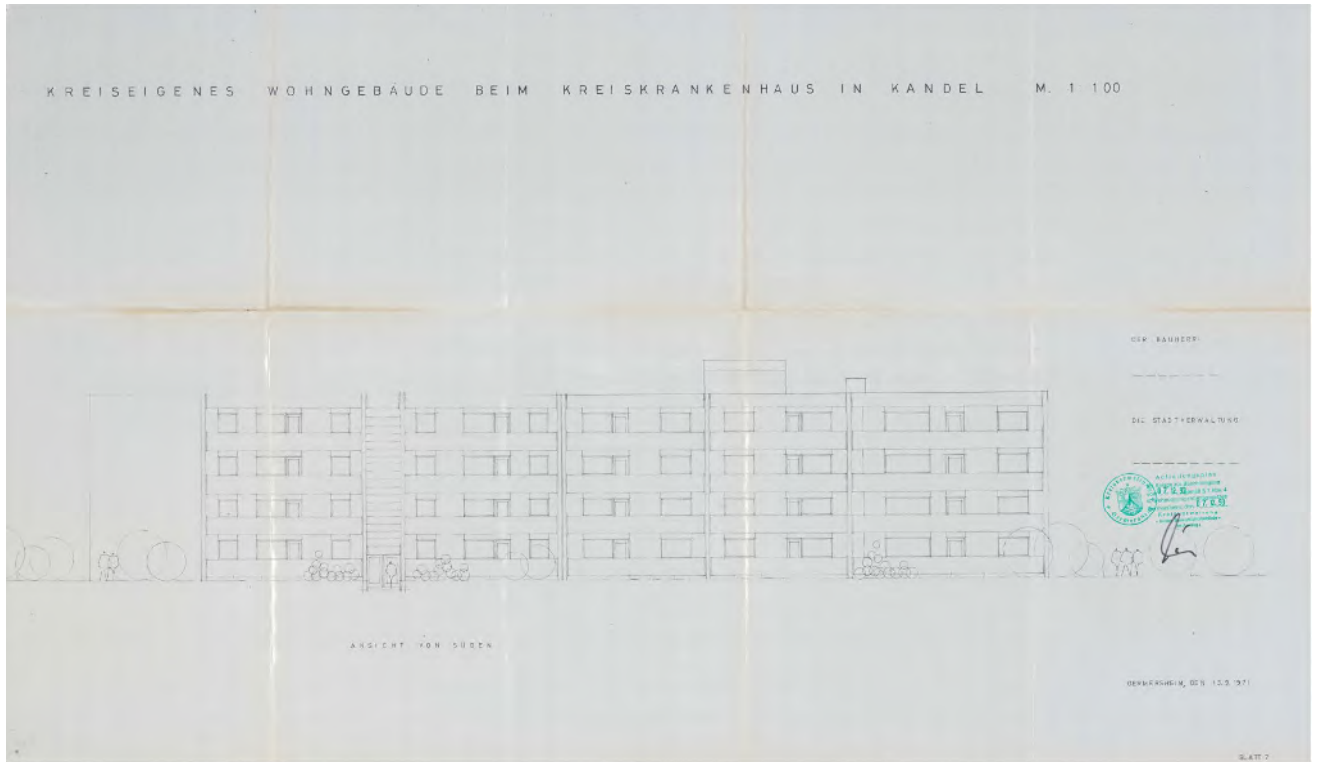 KREISEIGENES WOHNGEBÄUDE BEIM KREISKRANKENHAUS IN KANDEL M. 1 100
DER BAUHERR:
DIE STADTVERWALTUNG:
ANSICHT VON SÜDEN
GERMERSHEIM, DEN 13.9.1971
BLATT 2